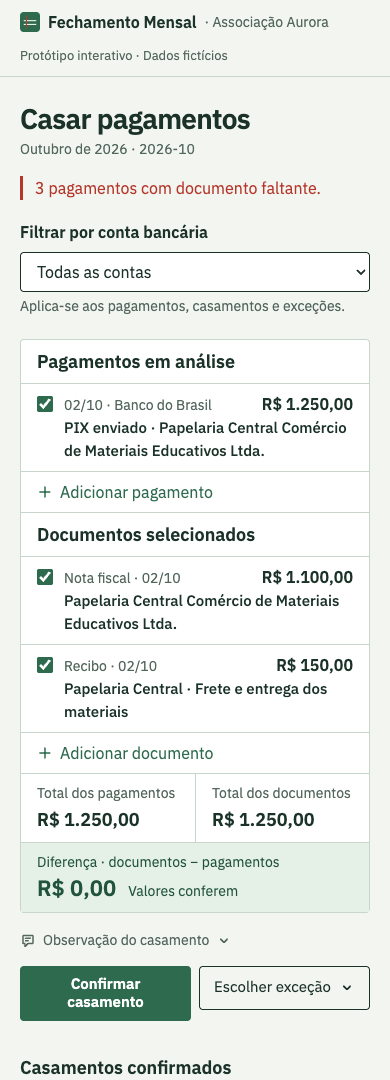 Fechamento Mensal · Associação Aurora
Protótipo interativo · Dados fictícios
Casar pagamentos
Outubro de 2026 · 2026-10
3 pagamentos com documento faltante.
Filtrar por conta bancária
Todas as contas
Aplica-se aos pagamentos, casamentos e exceções.
Pagamentos em análise
02/10 · Banco do Brasil R$ 1.250,00
PIX enviado · Papelaria Central Comércio
de Materiais Educativos Ltda.
+ Adicionar pagamento
Documentos selecionados
Nota fiscal · 02/10 R$ 1.100,00
Papelaria Central Comércio de Materiais
Educativos Ltda.
Recibo · 02/10 R$ 150,00
Papelaria Central · Frete e entrega dos
materiais
+ Adicionar documento
Total dos pagamentos Total dos documentos
R$ 1.250,00 R$ 1.250,00
Diferença · documentos – pagamentos
R$ 0,00 Valores conferem
Observação do casamento
Confirmar
casamento
Escolher exceção
Casamentos confirmados